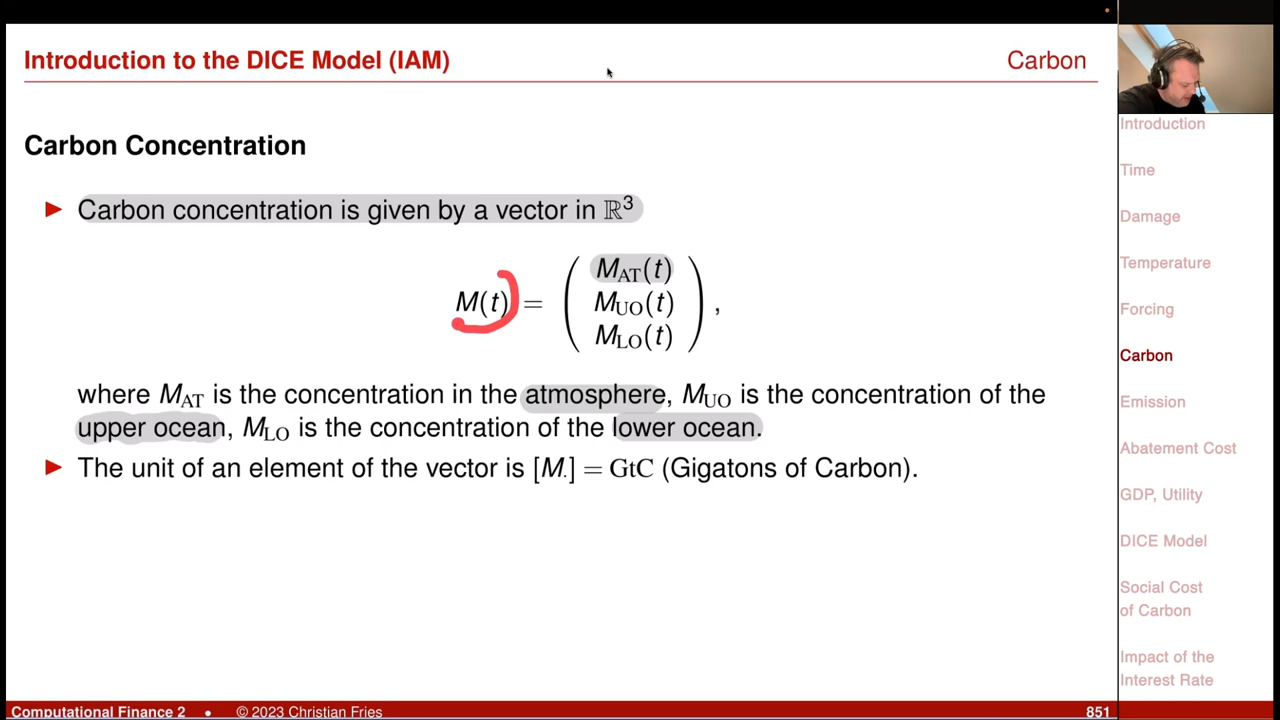 Introduction to the DICE Model (IAM)
Carbon
Carbon Concentration
► Carbon concentration is given by a vector in ℝ³
M(t) = ( M_AT(t)
M_UO(t)
M_LO(t) ) ,
where M_AT is the concentration in the atmosphere, M_UO is the concentration of the
upper ocean, M_LO is the concentration of the lower ocean.
► The unit of an element of the vector is [M.] = GtC (Gigatons of Carbon).
Introduction
Time
Damage
Temperature
Forcing
Carbon
Emission
Abatement Cost
GDP, Utility
DICE Model
Social Cost
of Carbon
Impact of the
Interest Rate
Computational Finance 2 • © 2023 Christian Fries
851